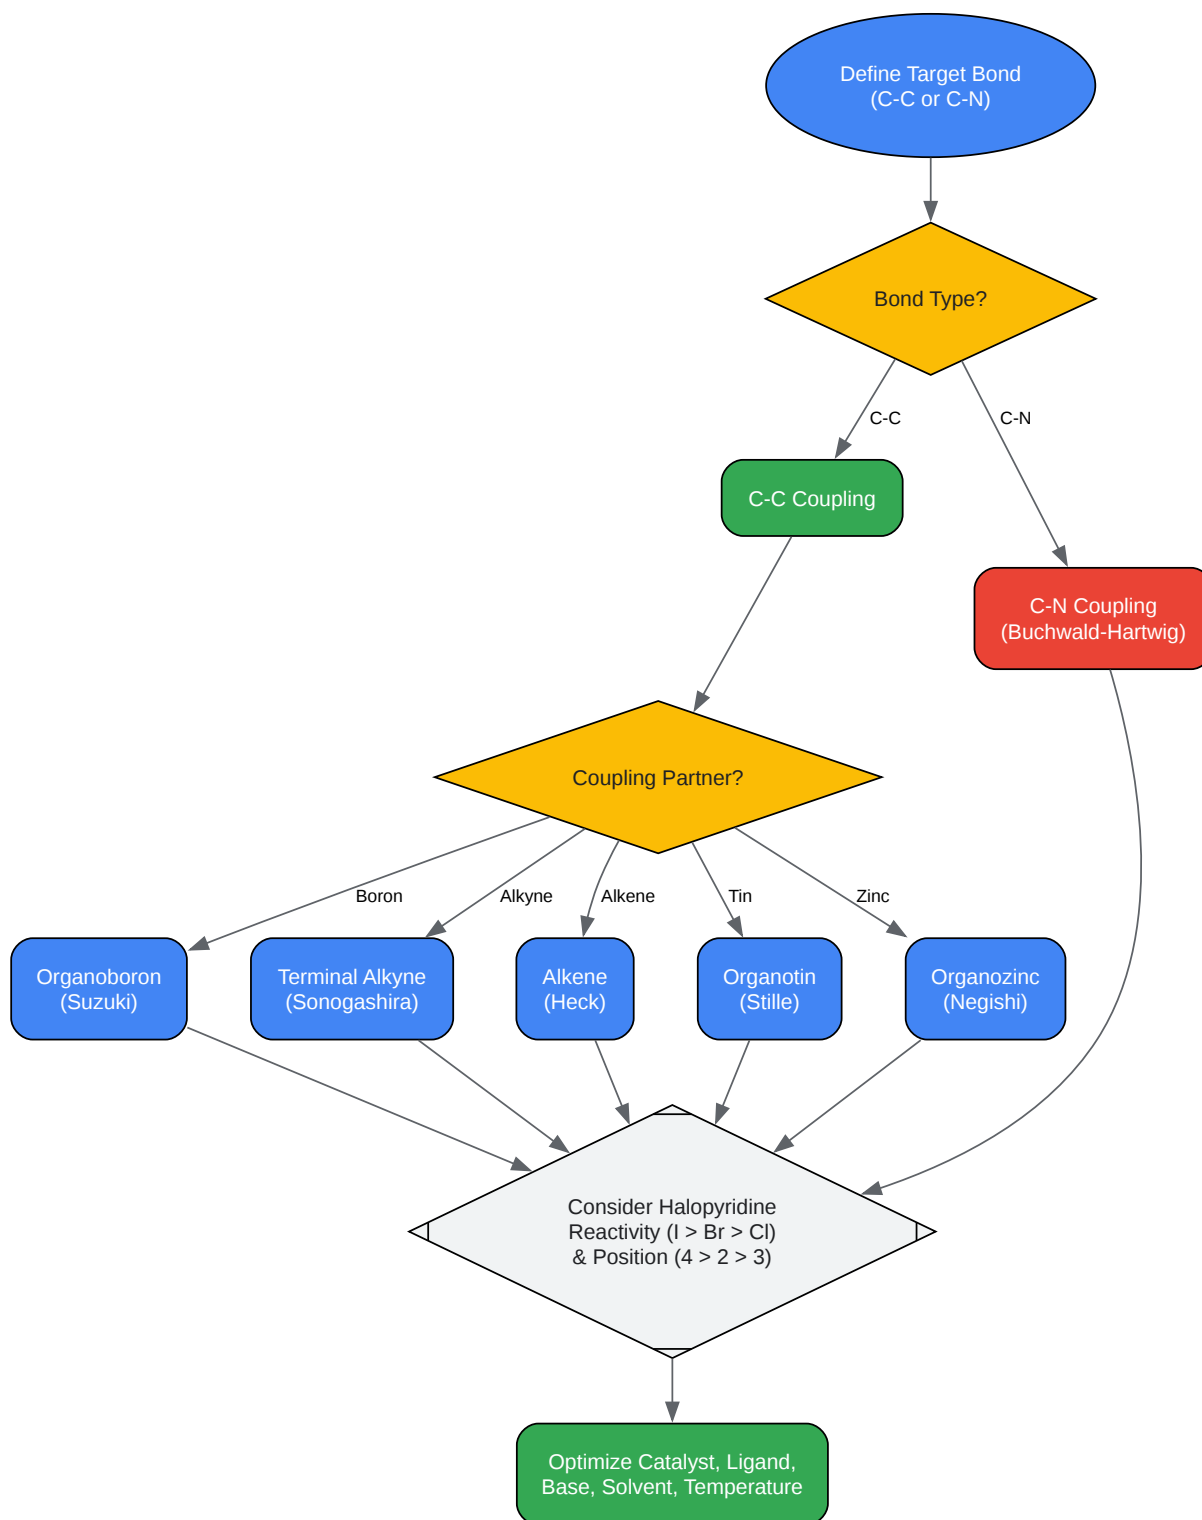 Define Target Bond
(C-C or C-N)
Bond Type?
C-C
C-N
C-C Coupling
C-N Coupling
(Buchwald-Hartwig)
Coupling Partner?
Boron
Alkyne
Alkene
Tin
Zinc
Organoboron
(Suzuki)
Terminal Alkyne
(Sonogashira)
Alkene
(Heck)
Organotin
(Stille)
Organozinc
(Negishi)
Consider Halopyridine
Reactivity (I > Br > Cl)
& Position (4 > 2 > 3)
Optimize Catalyst, Ligand,
Base, Solvent, Temperature